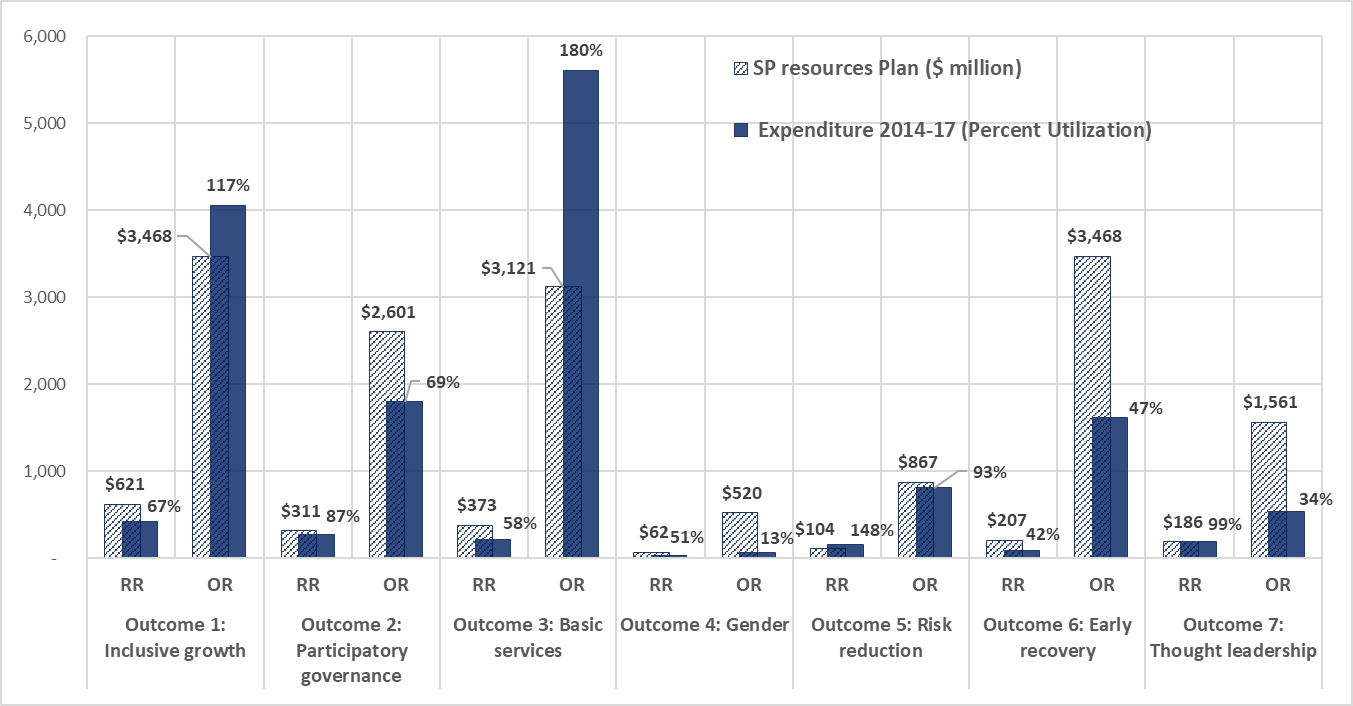 6,000
5,000
4,000
3,000
2,000
1,000
-
SP resources Plan ($ million)
Expenditure 2014-17 (Percent Utilization)
$621
67%
$3,468
117%
$311
87%
$2,601
69%
$373
58%
$3,121
180%
$62
51%
$520
13%
$104
148%
$867
93%
$207
42%
$3,468
47%
$186
99%
$1,561
34%
RR OR RR OR RR OR RR OR RR OR RR OR RR OR
Outcome 1:
Inclusive growth
Outcome 2:
Participatory
governance
Outcome 3: Basic
services
Outcome 4: Gender
Outcome 5: Risk
reduction
Outcome 6: Early
recovery
Outcome 7:
Thought leadership